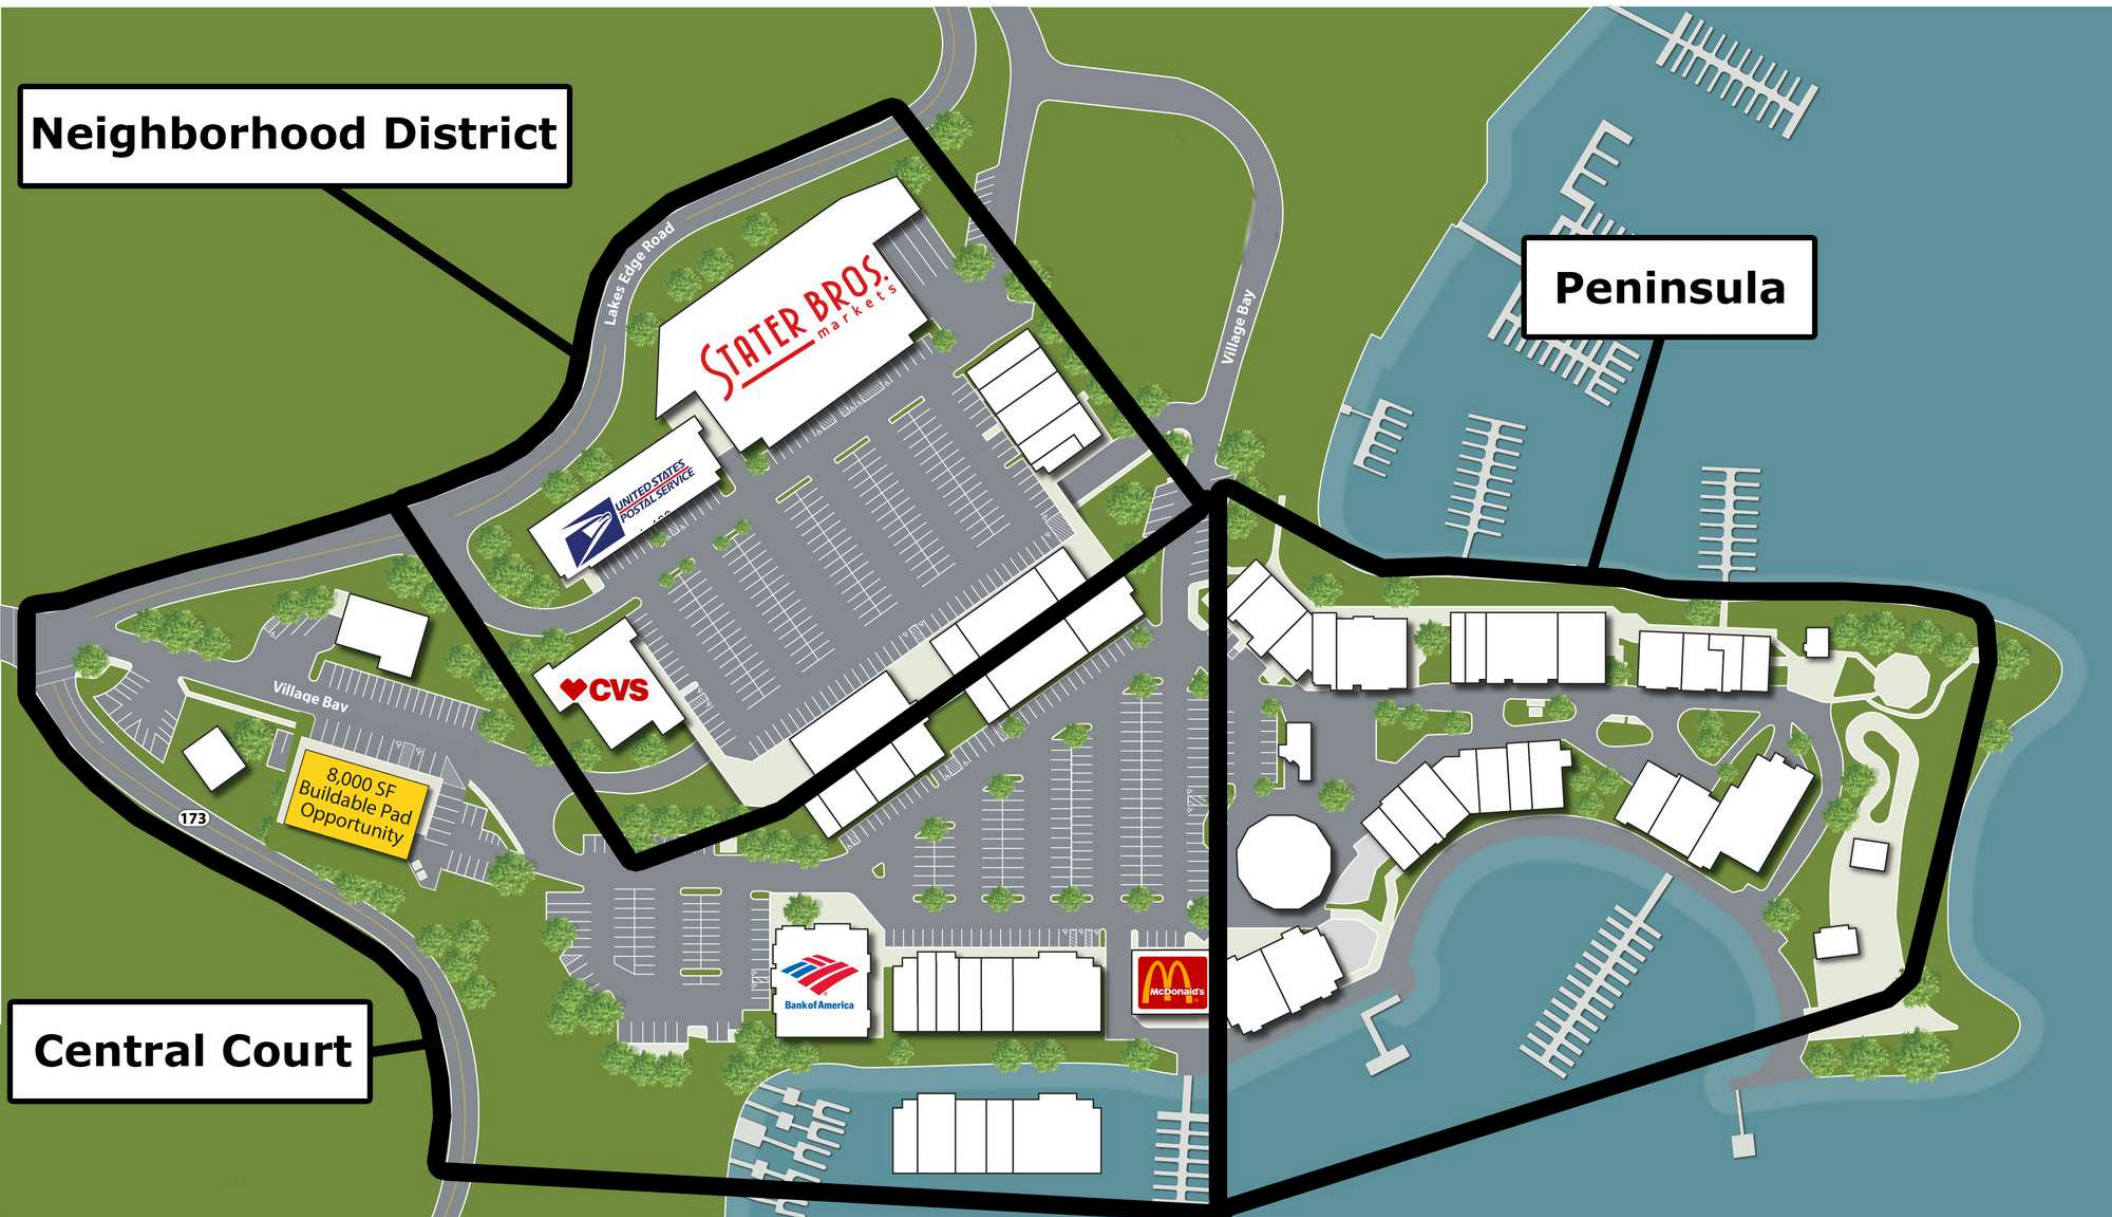 Neighborhood District
Lakes Edge Road
STATER BROS.
markets
Peninsula
Village Bay
UNITED STATES
POSTAL SERVICE
CVS
Village Bay
8,000 SF
Buildable Pad
Opportunity
173
Bank of America
McDonald's
Central Court